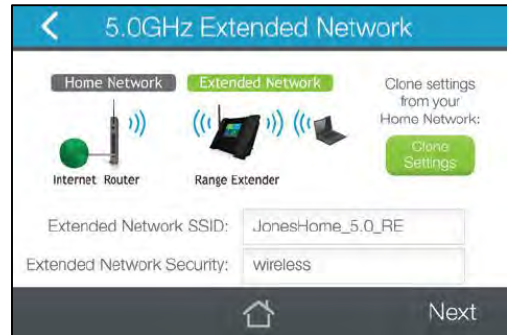 5.0GHz Extended Network
Home Network
Extended Network
Clone settings
from your
Home Network:
Clone
Settings
Internet Router
Range Extender
Extended Network SSID:
JonesHome_5.0_RE
Extended Network Security:
wireless
Next